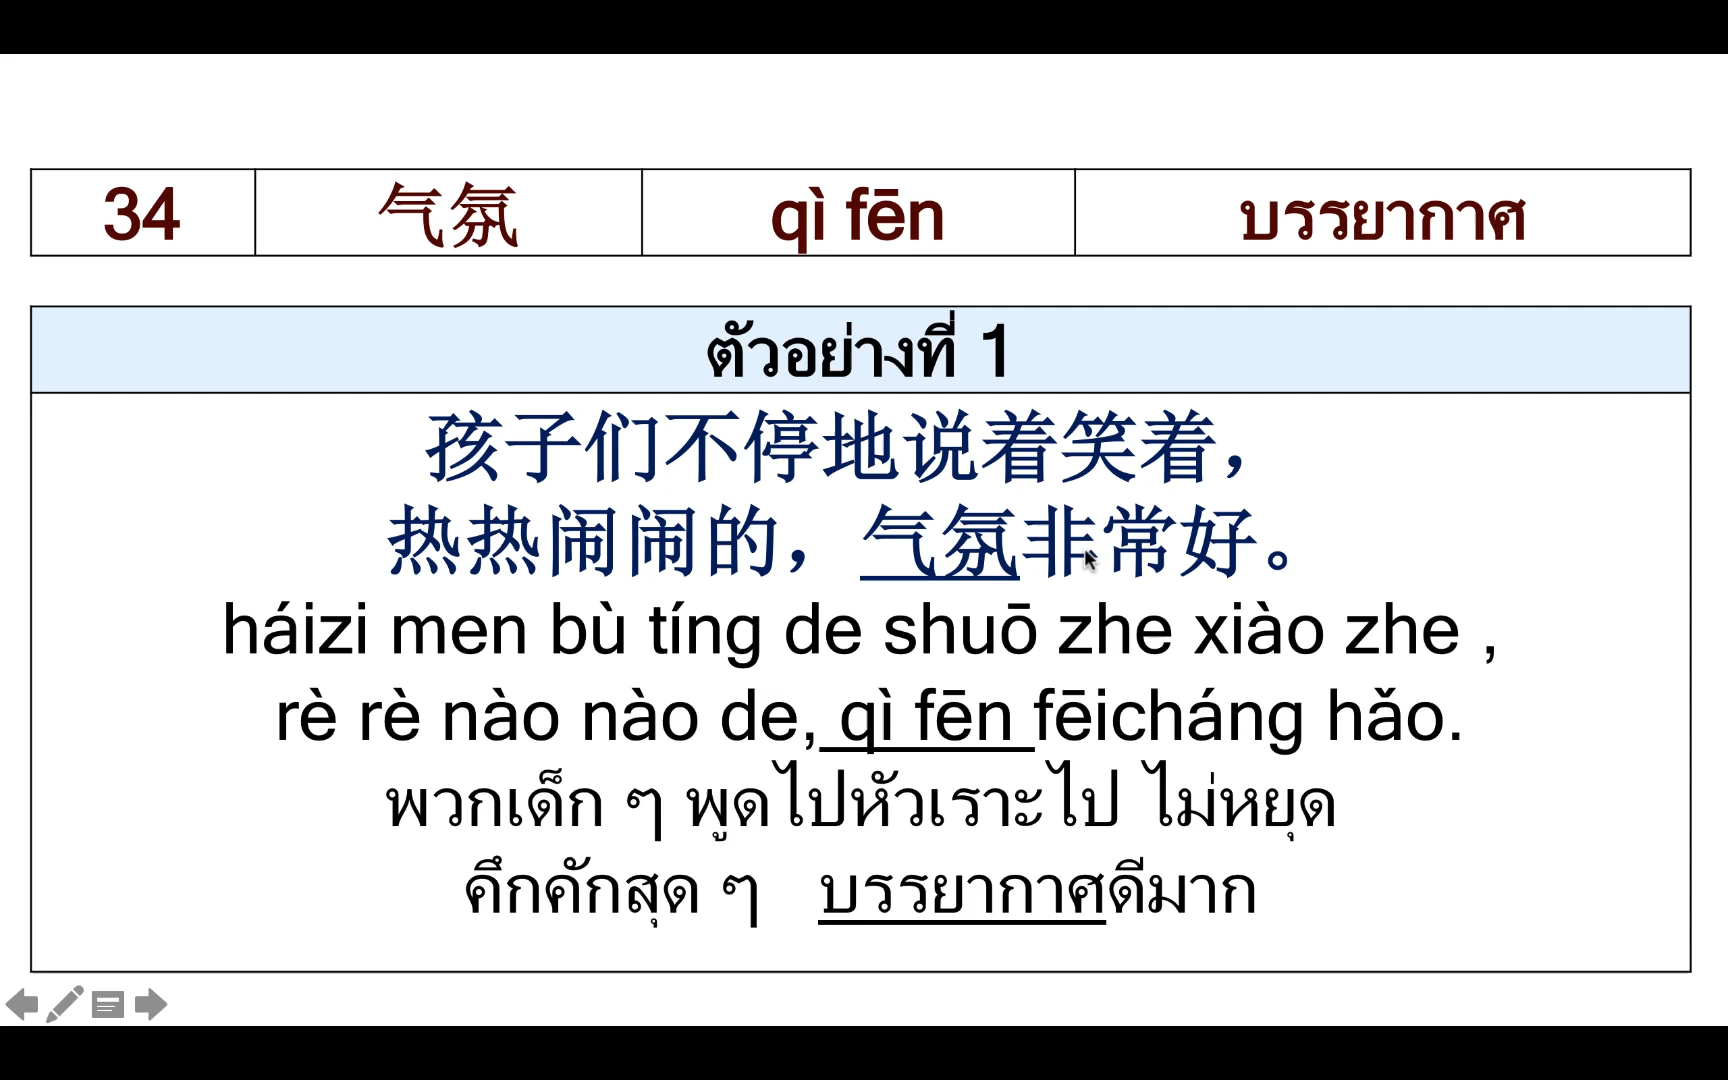 34 气氛 qì fēn บรรยากาศ
ตัวอย่างที่ 1
孩子们不停地说着笑着，
热热闹闹的，气氛非常好。
háizi men bù tíng de shuō zhe xiào zhe ,
rè rè nào nào de, qì fēn fēicháng hǎo.
พวกเด็ก ๆ พูดไปหัวเราะไป ไม่หยุด
คึกคักสุด ๆ บรรยากาศดีมาก